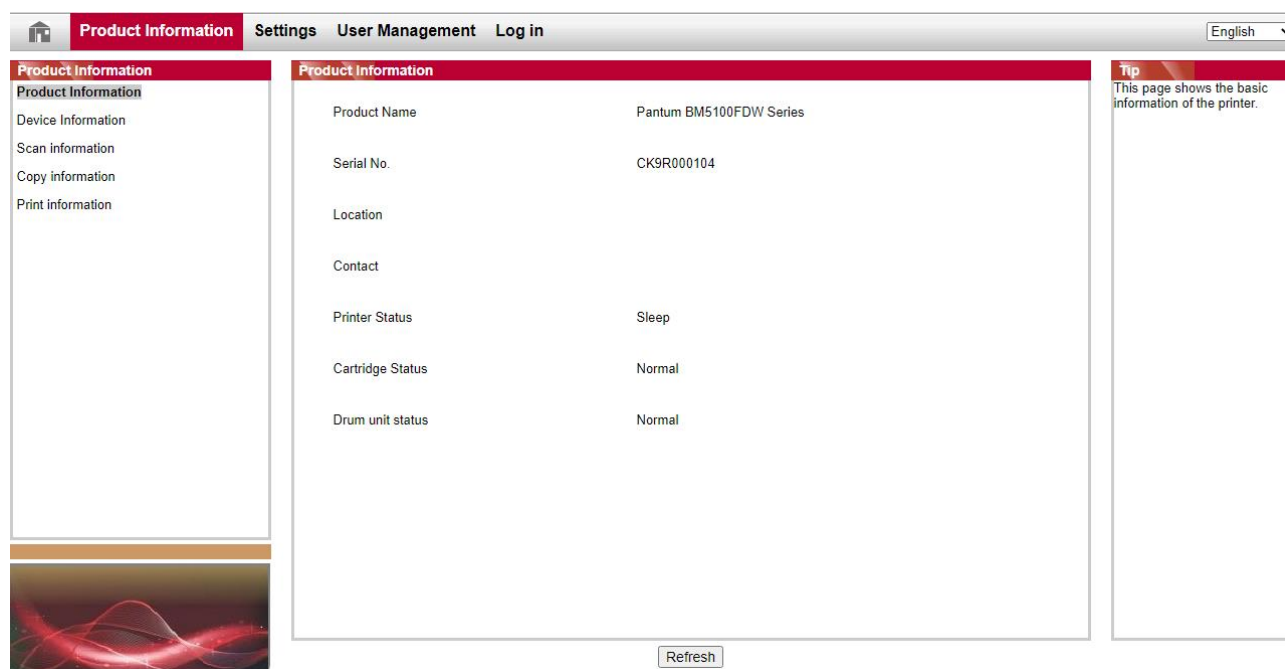 Product Information Settings User Management Log in English
Product Information
Product Information
Device Information
Scan information
Copy information
Print information
Product Information
Product Name Pantum BM5100FDW Series
Serial No. CK9R000104
Location
Contact
Printer Status Sleep
Cartridge Status Normal
Drum unit status Normal
Refresh
Tip
This page shows the basic
information of the printer.